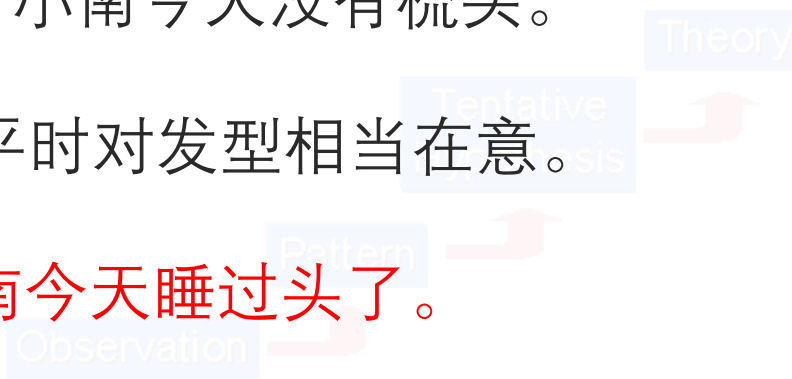 小南今天没有梳头。
Theory
平时对发型相当在意。
Tentative
hypothesis
Pattern
南今天睡过头了。
Observation